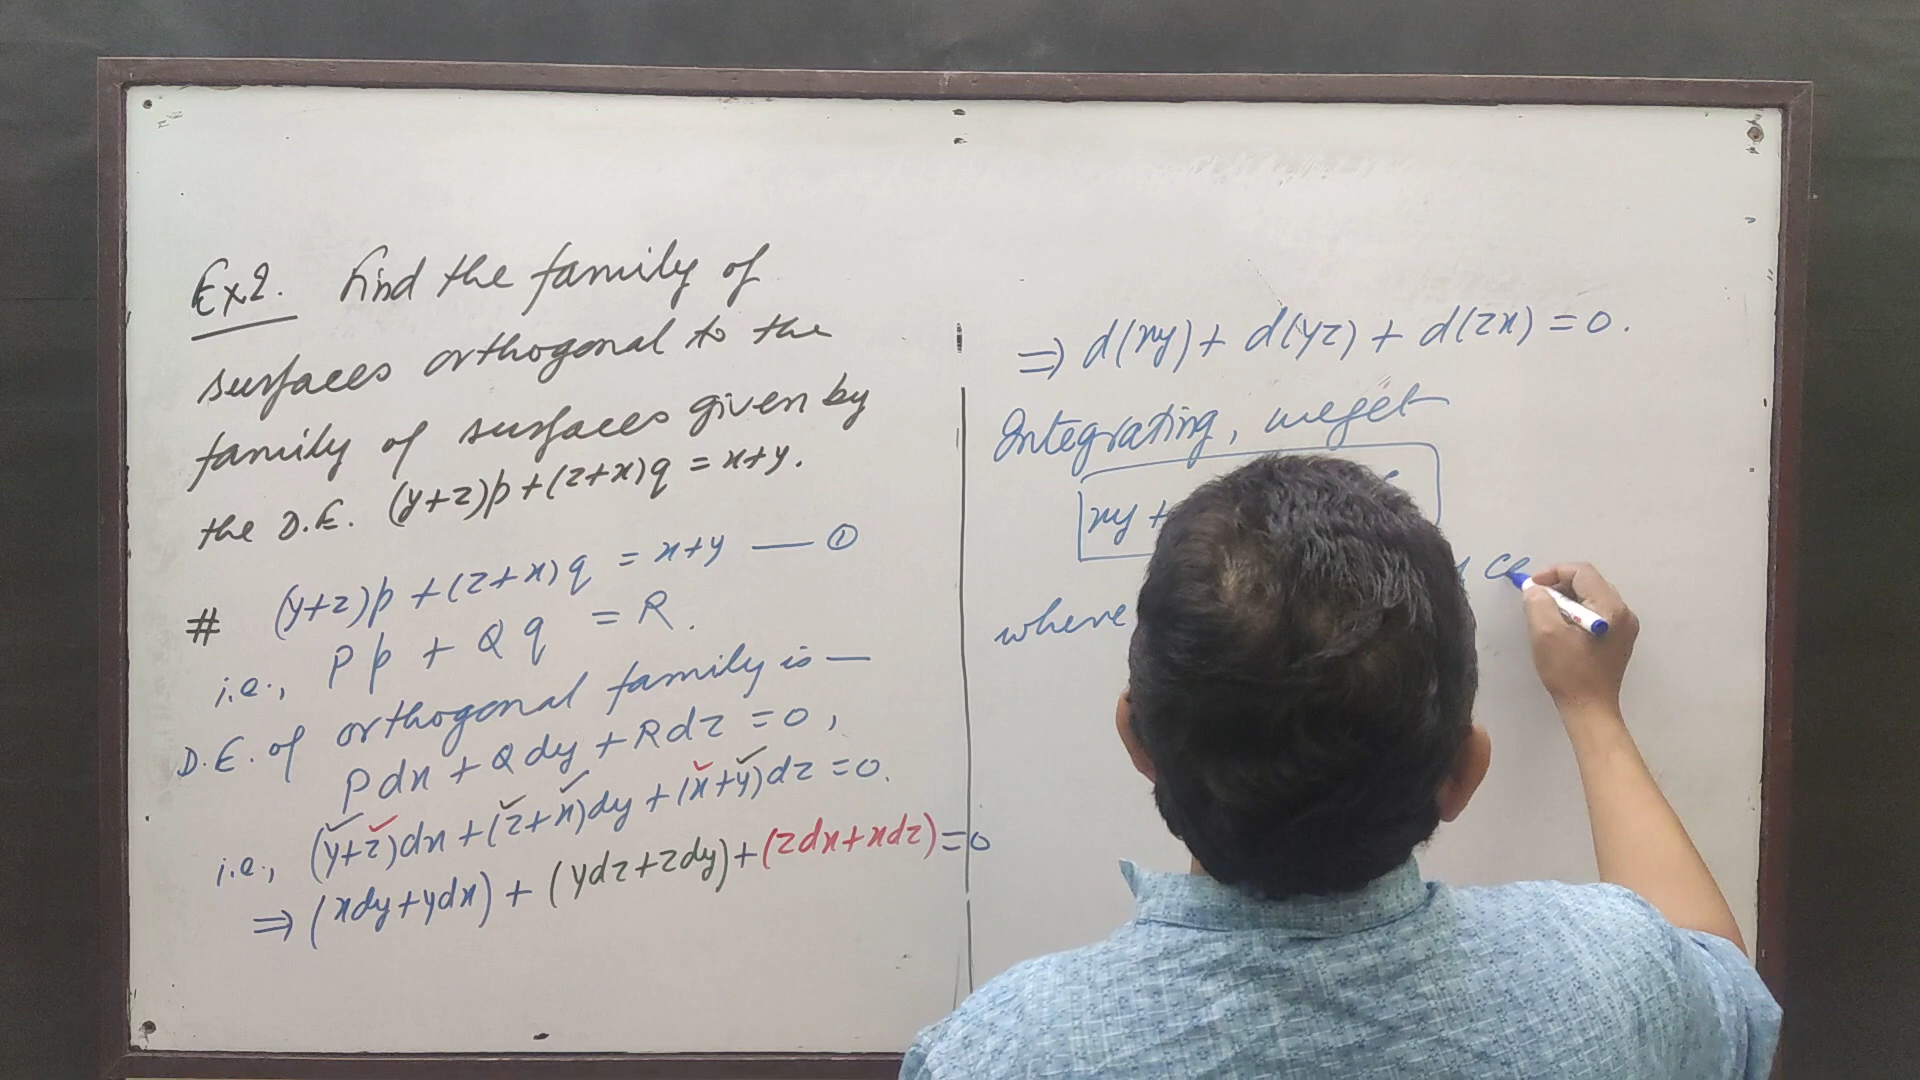 Ex2. Find the family of
surfaces orthogonal to the
family of surfaces given by
the D.E. (y+z)p+(z+x)q = x+y.
# (y+z)p+(z+x)q = x+y — ①
i.e., Pp + Qq = R.
D.E. of orthogonal family is —
Pdx + Qdy + Rdz = 0,
i.e., (y+z)dx+(z+x)dy+(x+y)dz=0.
⇒ (xdy+ydx) + (ydz+zdy)+(zdx+xdz)=0
⇒ d(xy)+ d(yz) + d(zx) = 0.
Integrating, we get
xy +
where